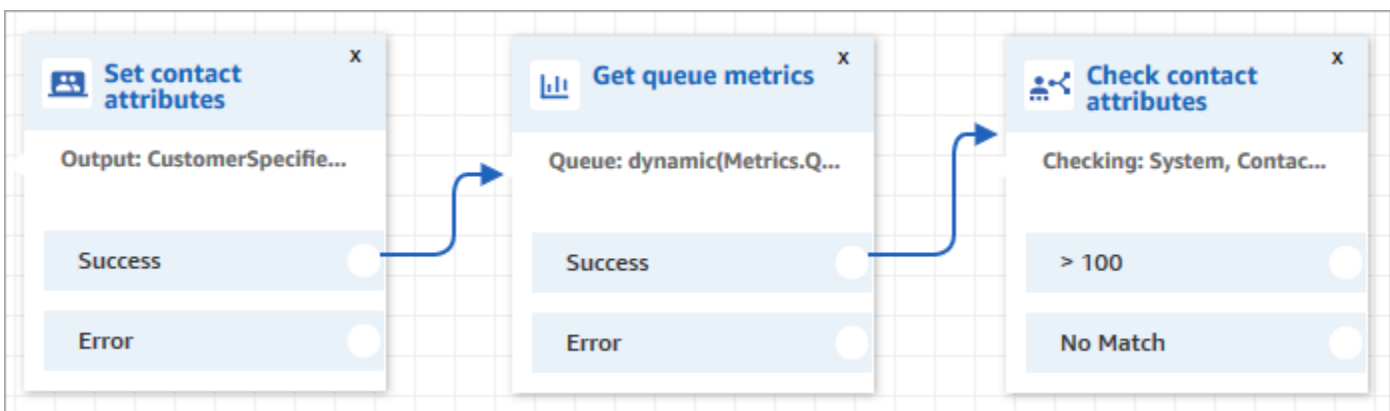 x
Set contact
attributes
Output: CustomerSpecifie...
Success
Error
x
Get queue metrics
Queue: dynamic(Metrics.Q...
Success
Error
x
Check contact
attributes
Checking: System, Contac...
> 100
No Match